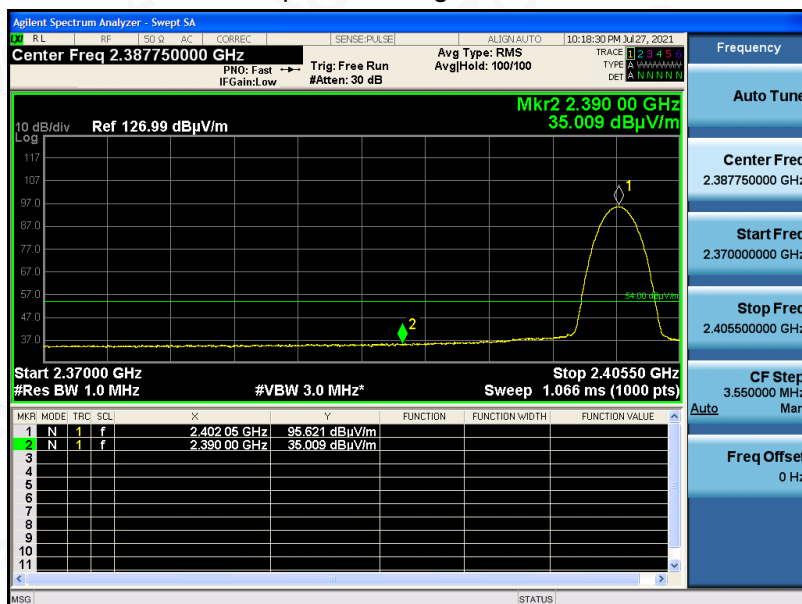 Agilent Spectrum Analyzer - Swept SA
LXI RL RF 50 Ω AC CORREC SENSE:PULSE ALIGN AUTO 10:18:30 PM Jul 27, 2021
Center Freq 2.387750000 GHz
PNO: Fast
IFGain:Low
Trig: Free Run
#Atten: 30 dB
Avg Type: RMS
Avg|Hold: 100/100
TRACE 1 2 3 4 5 6
TYPE A WWWWW
DET A N N N N N
Mkr2 2.390 00 GHz
35.009 dBµV/m
10 dB/div Ref 126.99 dBµV/m
Log
117
107
97.0
87.0
77.0
67.0
57.0
47.0
37.0
1
54.00 dBµV/m
2
Start 2.37000 GHz Stop 2.40550 GHz
#Res BW 1.0 MHz #VBW 3.0 MHz* Sweep 1.066 ms (1000 pts)
MKR MODE TRC SCL X Y FUNCTION FUNCTION WIDTH FUNCTION VALUE
1 N 1 f 2.402 05 GHz 95.621 dBµV/m
2 N 1 f 2.390 00 GHz 35.009 dBµV/m
3
4
5
6
7
8
9
10
11
MSG STATUS
Frequency
Auto Tune
Center Freq
2.387750000 GHz
Start Freq
2.370000000 GHz
Stop Freq
2.405500000 GHz
CF Step
3.550000 MHz
Auto Man
Freq Offset
0 Hz